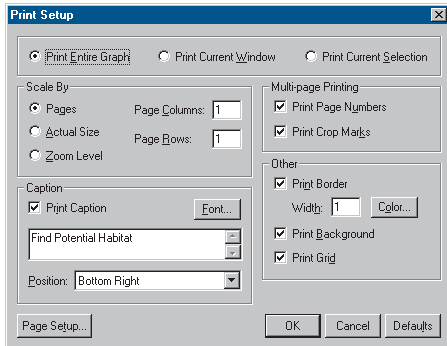 Print Setup
Print Entire Graph
Print Current Window
Print Current Selection
Scale By
Pages
Page Columns: 1
Actual Size
Page Rows: 1
Zoom Level
Multi-page Printing
Print Page Numbers
Print Crop Marks
Caption
Print Caption
Font...
Find Potential Habitat
Position: Bottom Right
Other
Print Border
Width: 1
Color...
Print Background
Print Grid
Page Setup...
OK
Cancel
Defaults